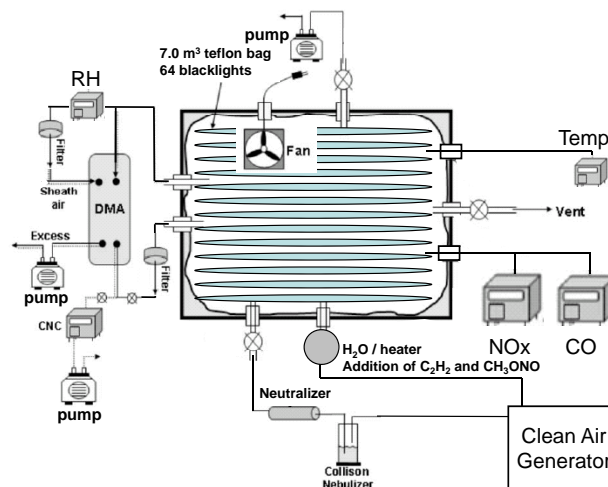 pump
7.0 m³ teflon bag
64 blacklights
RH
Filter
Sheath
air
DMA
Fan
Temp
Vent
Excess
pump
Filter
CNC
pump
NOx
CO
H₂O / heater
Addition of C₂H₂ and CH₃ONO
Neutralizer
Collison
Nebulizer
Clean Air
Generator